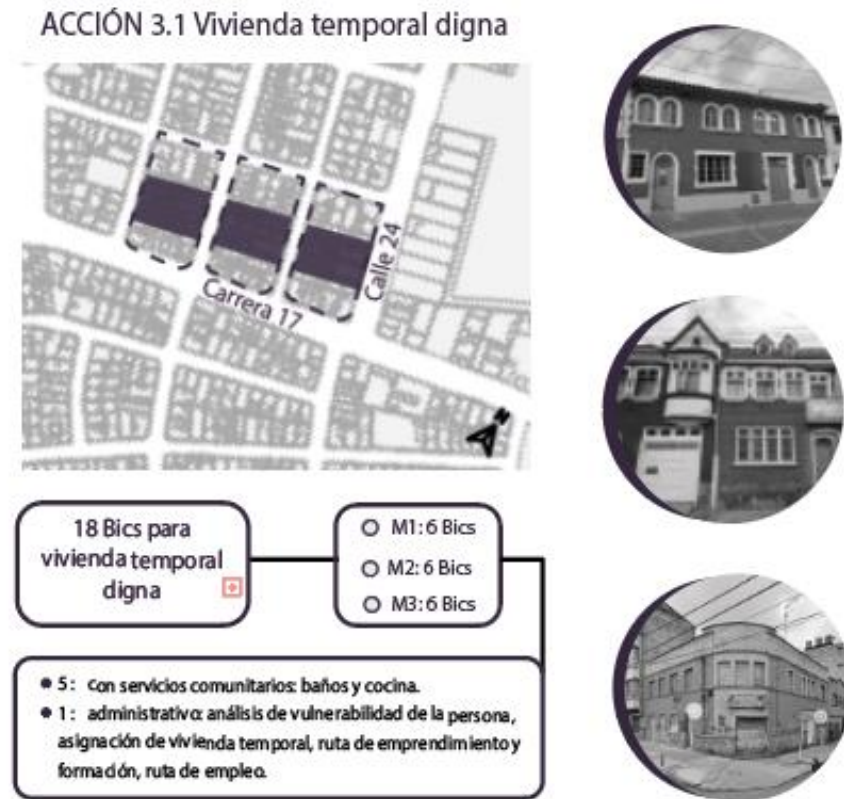 ACCIÓN 3.1 Vivienda temporal digna
Calle 24
Carrera 17
N
18 Bics para
vivienda temporal
digna
M1: 6 Bics
M2: 6 Bics
M3: 6 Bics
5: Con servicios comunitarios: baños y cocina.
1: administrativo: análisis de vulnerabilidad de la persona,
asignación de vivienda temporal, ruta de emprendimiento y
formación, ruta de empleo.